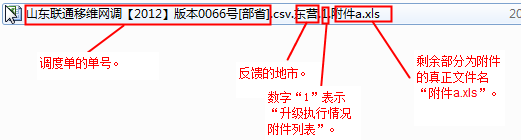 山东联通移维网调【2012】版本0066号[部省].csv.东营.1.附件a.xls
调度单的单号。
反馈的地市。
数字“1”表示
“升级执行情况
附件列表”。
剩余部分为附件
的真正文件名
“附件a.xls”。